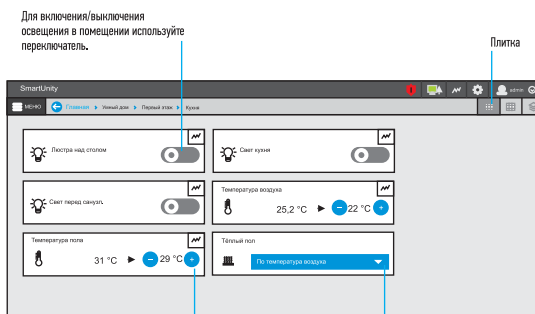 Для включения/выключения
освещения в помещении используйте
переключатель.
Плитка
SmartUnity
admin
МЕНЮ
Главная
Умный дом
Первый этаж
Кухня
Люстра над столом
Свет кухня
Свет перед санузл.
Температура воздуха
25,2 °C
22 °C
Температура пола
31 °C
29 °C
Тёплый пол
По температура воздуха